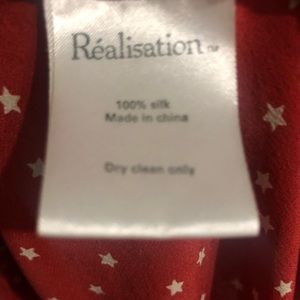 Réalisation
100% silk
Made in china
Dry clean only